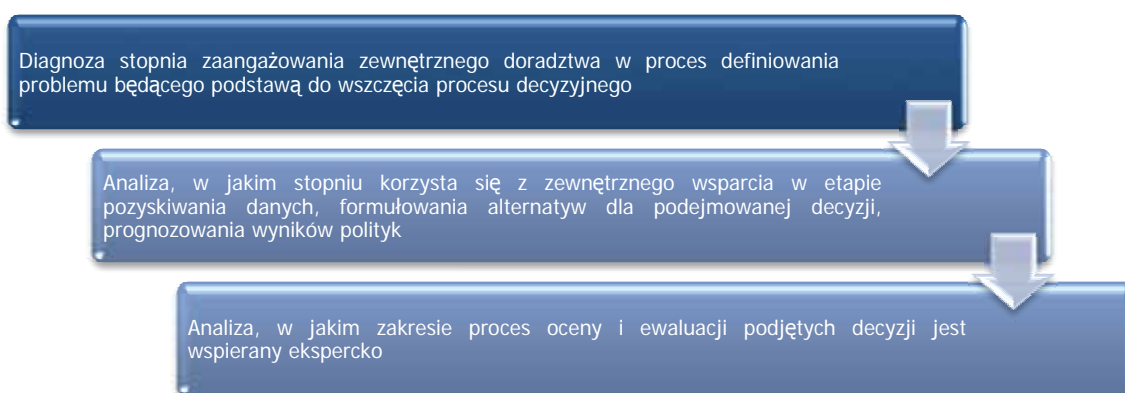 Diagnoza stopnia zaangażowania zewnętrznego doradztwa w proces definiowania
problemu będącego podstawą do wszczęcia procesu decyzyjnego
Analiza, w jakim stopniu korzysta się z zewnętrznego wsparcia w etapie
pozyskiwania danych, formułowania alternatyw dla podejmowanej decyzji,
prognozowania wyników polityk
Analiza, w jakim zakresie proces oceny i ewaluacji podjętych decyzji jest
wspierany ekspercko